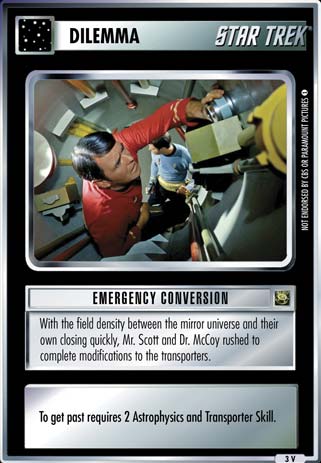 DILEMMA
STAR TREK
NOT ENDORSED BY CBS OR PARAMOUNT PICTURES
EMERGENCY CONVERSION
With the field density between the mirror universe and their
own closing quickly, Mr. Scott and Dr. McCoy rushed to
complete modifications to the transporters.
To get past requires 2 Astrophysics and Transporter Skill.
3 V